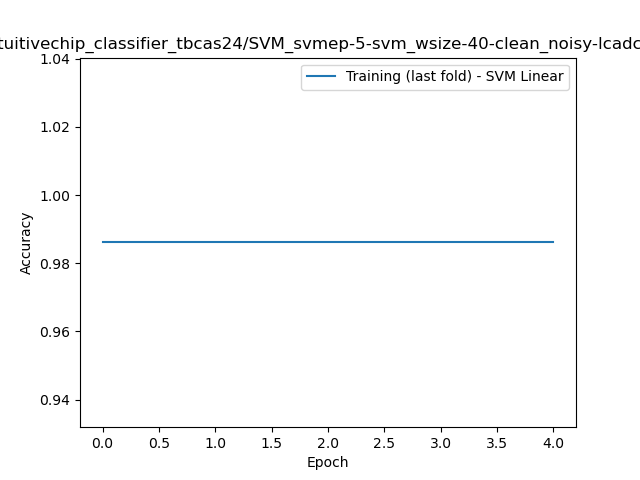 tuitivechip_classifier_tbcas24/SVM_svmep-5-svm_wsize-40-clean_noisy-lcadc
1.04
Training (last fold) - SVM Linear
1.02
1.00
0.98
0.96
0.94
Accuracy
0.0 0.5 1.0 1.5 2.0 2.5 3.0 3.5 4.0
Epoch